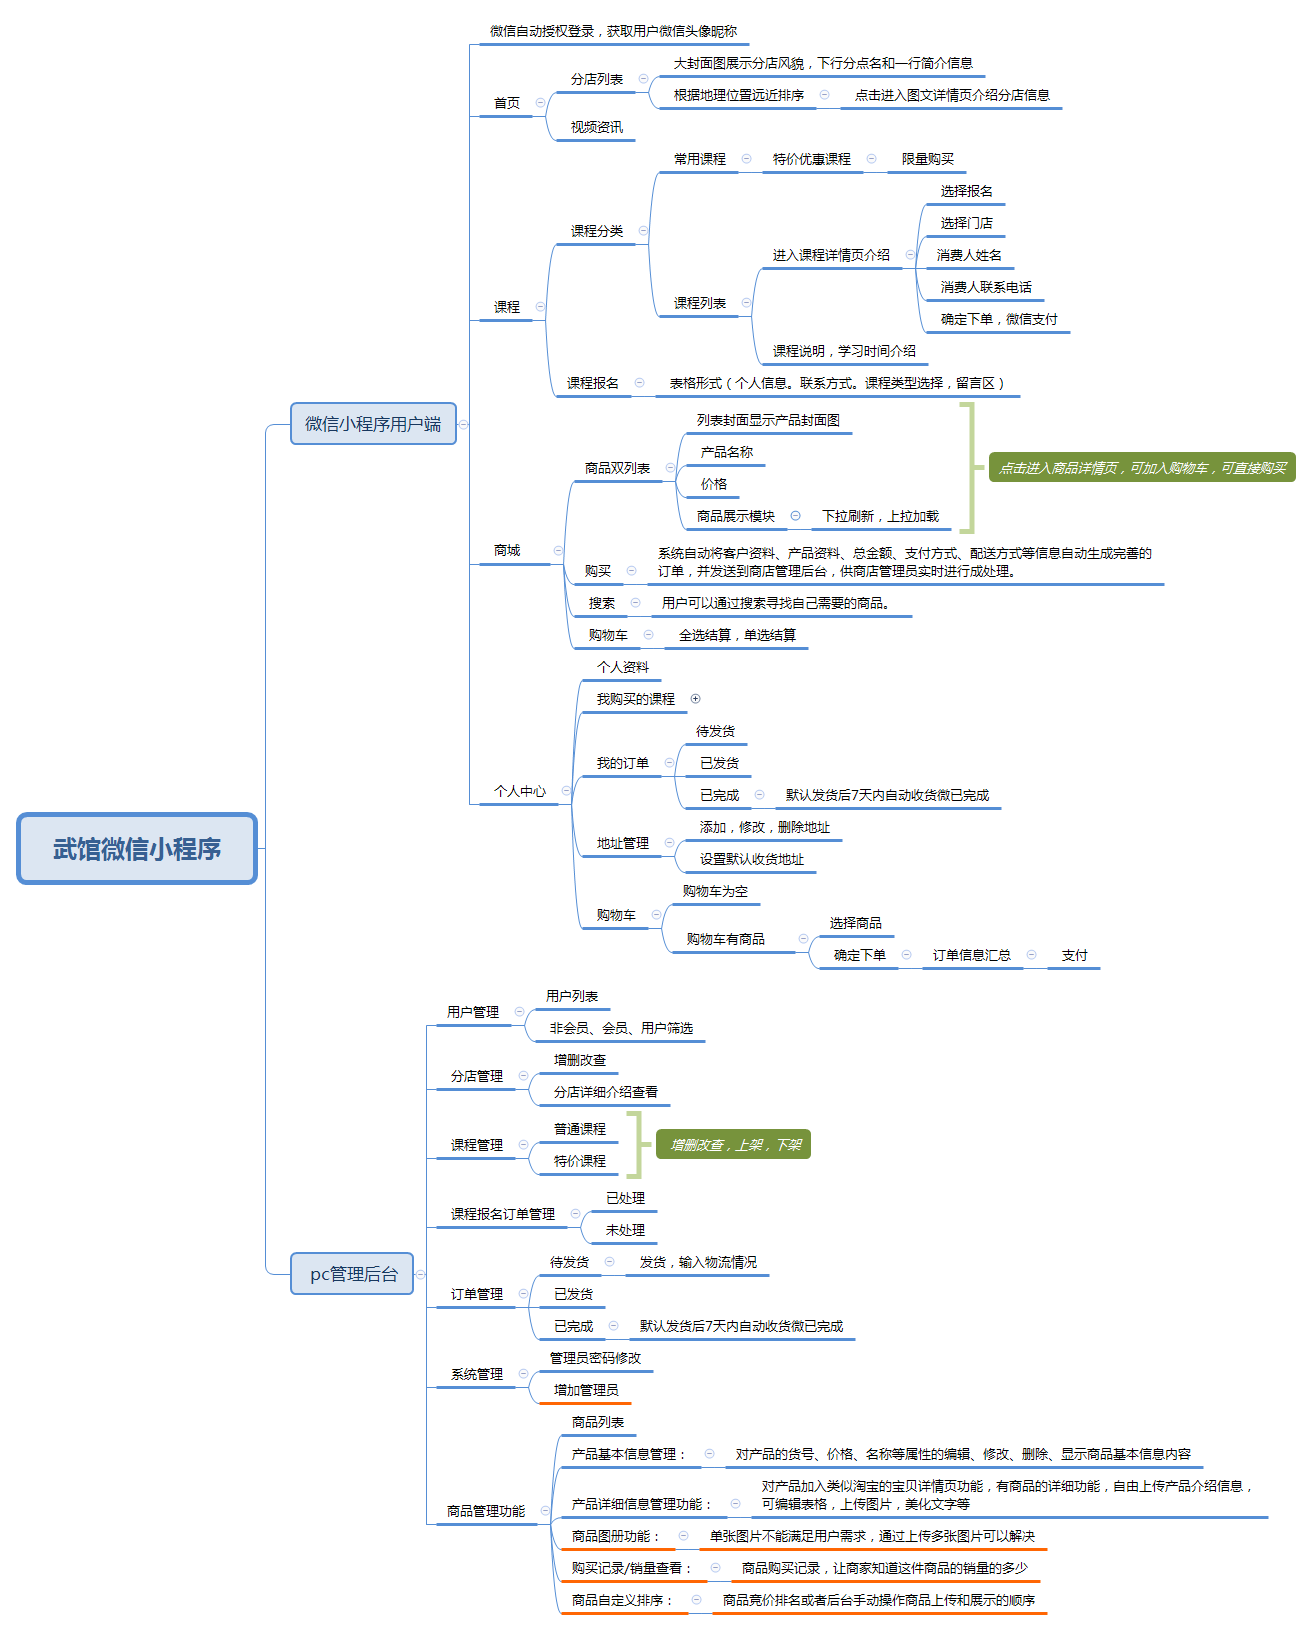 武馆微信小程序
微信小程序用户端
微信自动授权登录，获取用户微信头像昵称
首页
分店列表
大封面图展示分店风貌，下行分点名和一行简介信息
根据地理位置远近排序
点击进入图文详情页介绍分店信息
视频资讯
课程
课程分类
常用课程
特价优惠课程
限量购买
课程列表
进入课程详情页介绍
选择报名
选择门店
消费人姓名
消费人联系电话
确定下单，微信支付
课程说明，学习时间介绍
课程报名
表格形式（个人信息。联系方式。课程类型选择，留言区）
商城
商品双列表
列表封面显示产品封面图
产品名称
价格
商品展示模块
下拉刷新，上拉加载
点击进入商品详情页，可加入购物车，可直接购买
购买
系统自动将客户资料、产品资料、总金额、支付方式、配送方式等信息自动生成完善的
订单，并发送到商店管理后台，供商店管理员实时进行成处理。
搜索
用户可以通过搜索寻找自己需要的商品。
购物车
全选结算，单选结算
个人中心
个人资料
我购买的课程
我的订单
待发货
已发货
已完成
默认发货后7天内自动收货微已完成
地址管理
添加，修改，删除地址
设置默认收货地址
购物车
购物车为空
购物车有商品
选择商品
确定下单
订单信息汇总
支付
pc管理后台
用户管理
用户列表
非会员、会员、用户筛选
分店管理
增删改查
分店详细介绍查看
课程管理
普通课程
特价课程
增删改查，上架，下架
课程报名订单管理
已处理
未处理
订单管理
待发货
发货，输入物流情况
已发货
已完成
默认发货后7天内自动收货微已完成
系统管理
管理员密码修改
增加管理员
商品管理功能
商品列表
产品基本信息管理：
对产品的货号、价格、名称等属性的编辑、修改、删除、显示商品基本信息内容
产品详细信息管理功能：
对产品加入类似淘宝的宝贝详情页功能，有商品的详细功能，自由上传产品介绍信息，
可编辑表格，上传图片，美化文字等
商品图册功能：
单张图片不能满足用户需求，通过上传多张图片可以解决
购买记录/销量查看：
商品购买记录，让商家知道这件商品的销量的多少
商品自定义排序：
商品竞价排名或者后台手动操作商品上传和展示的顺序